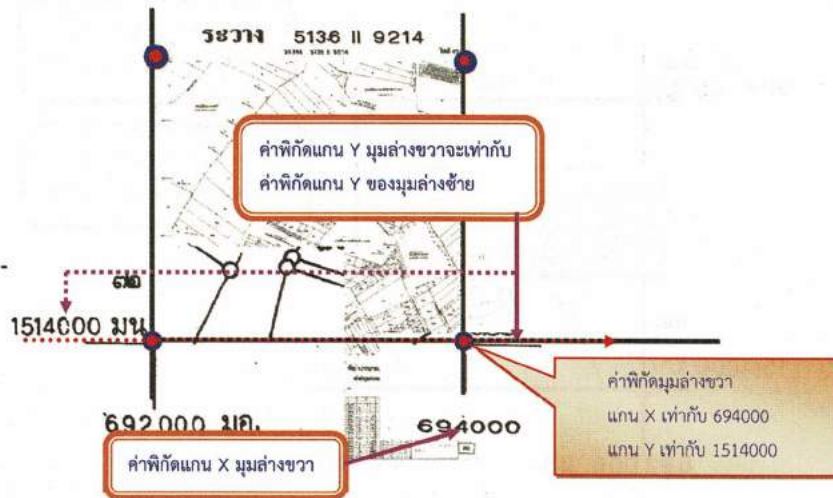 ระวาง 5136 II 9214
ค่าพิกัดแกน Y มุมล่างขวาจะเท่ากับ
ค่าพิกัดแกน Y ของมุมล่างซ้าย
1514000 มน
692000 มอ.
694000
ค่าพิกัดแกน X มุมล่างขวา
ค่าพิกัดมุมล่างขวา
แกน X เท่ากับ 694000
แกน Y เท่ากับ 1514000